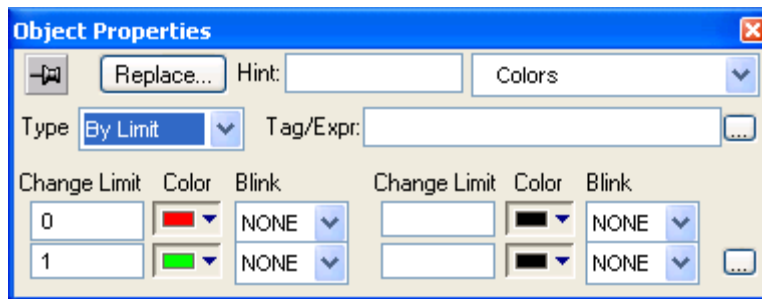 Object Properties
Replace... Hint: Colors
Type By Limit Tag/Expr: ...
Change Limit Color Blink Change Limit Color Blink
0 NONE NONE
1 NONE NONE ...